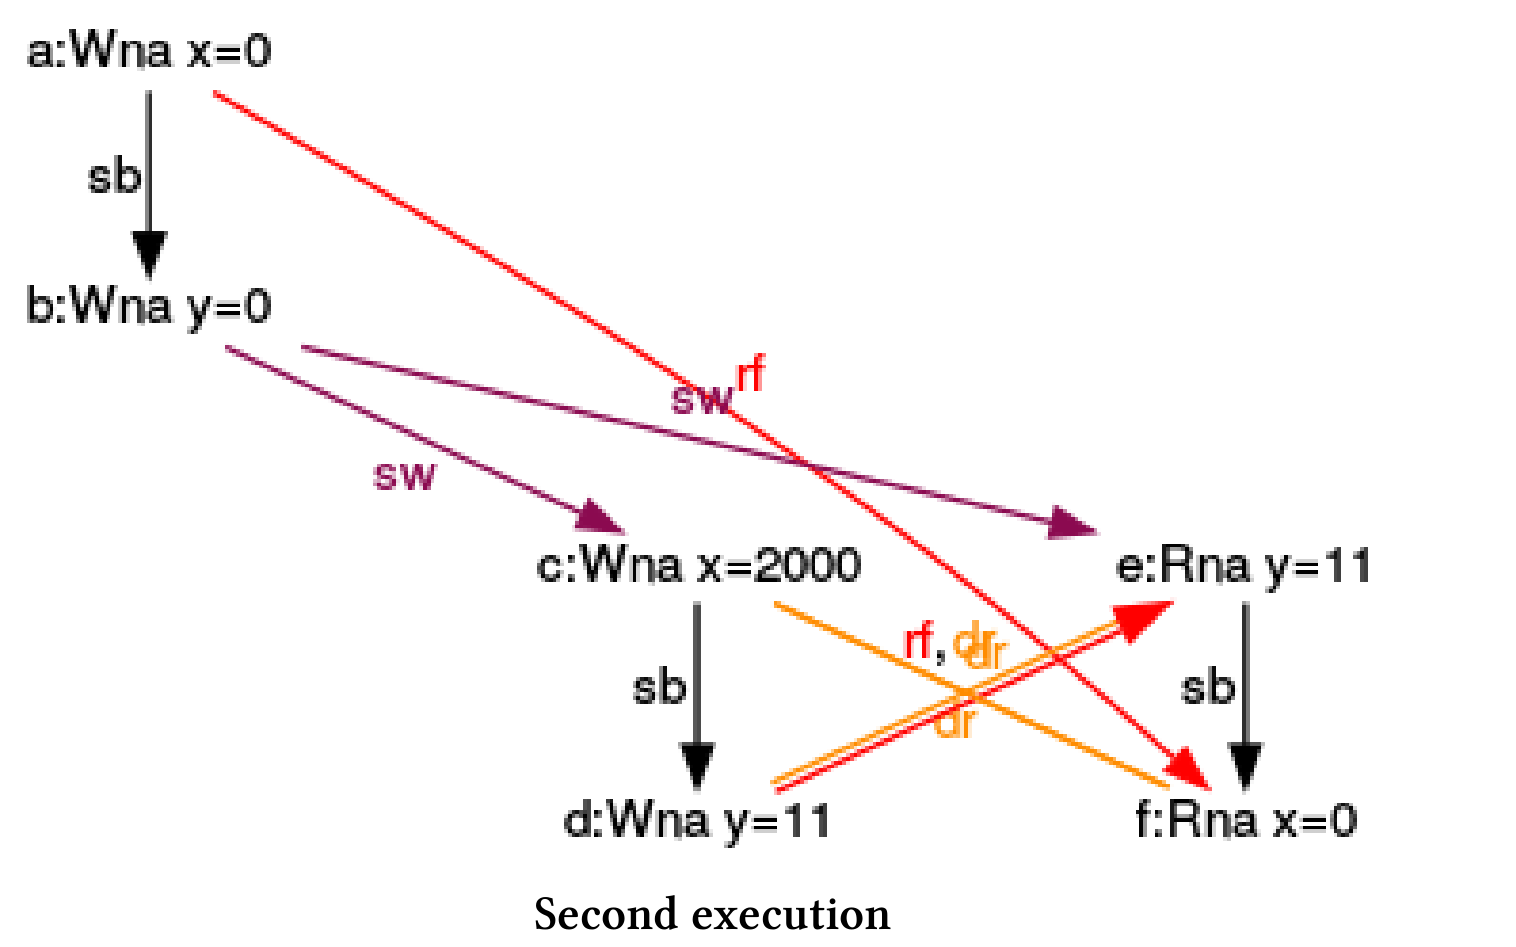 a:Wna x=0
sb
b:Wna y=0
rf
sw
sw
c:Wna x=2000
e:Rna y=11
rf, dr
dr
sb
sb
dr
d:Wna y=11
f:Rna x=0
Second execution